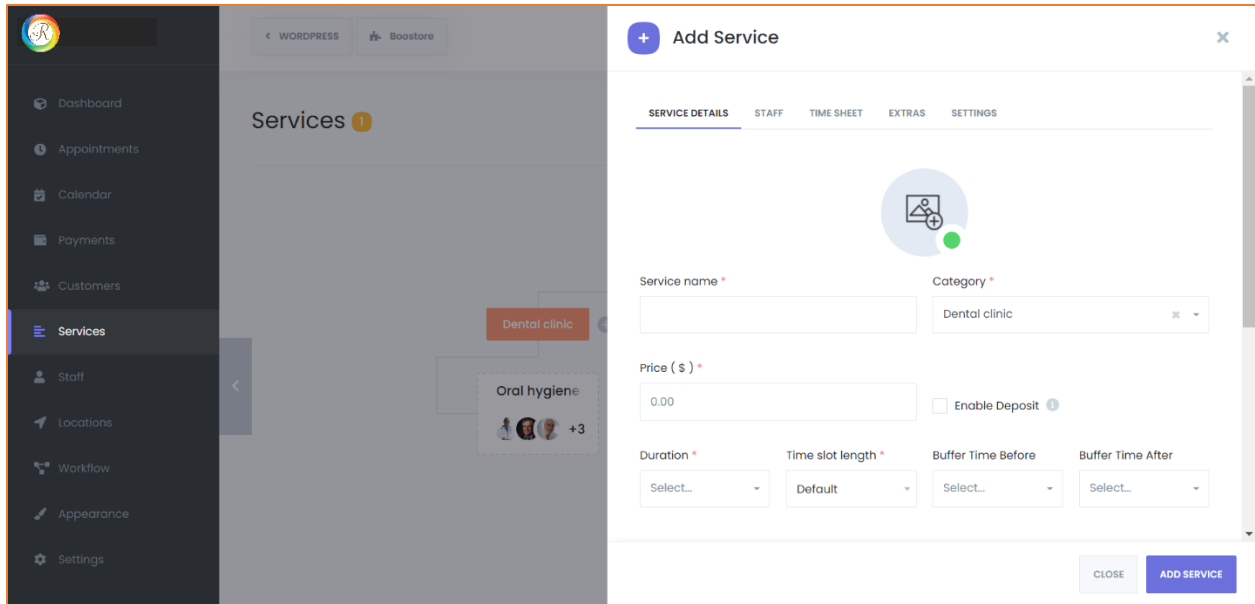 R
< WORDPRESS
Boostore
Dashboard
Appointments
Calendar
Payments
Customers
Services
Staff
Locations
Workflow
Appearance
Settings
Services 1
Dental clinic
Oral hygiene
+3
Add Service
SERVICE DETAILS STAFF TIME SHEET EXTRAS SETTINGS
Service name *
Category *
Dental clinic
Price ( $ ) *
0.00
Enable Deposit
Duration * Time slot length * Buffer Time Before Buffer Time After
Select... Default Select... Select...
CLOSE ADD SERVICE